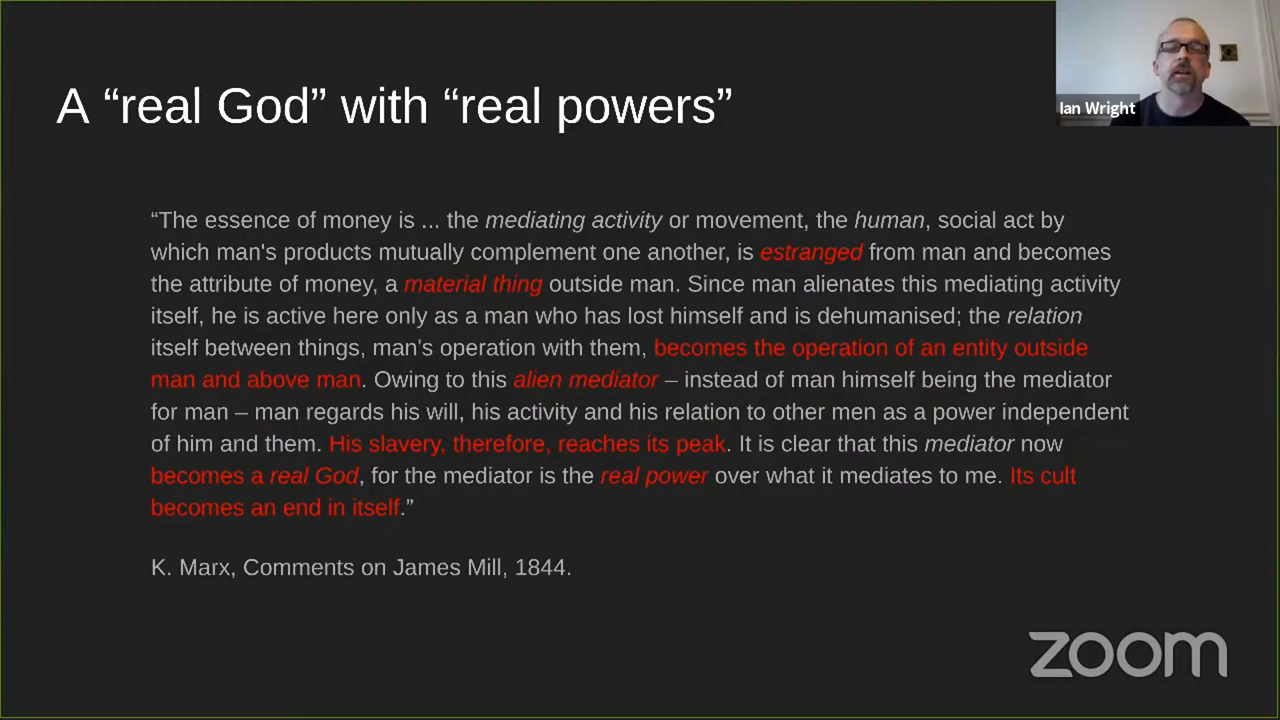 A “real God” with “real powers”
Ian Wright
“The essence of money is ... the mediating activity or movement, the human, social act by
which man's products mutually complement one another, is estranged from man and becomes
the attribute of money, a material thing outside man. Since man alienates this mediating activity
itself, he is active here only as a man who has lost himself and is dehumanised; the relation
itself between things, man’s operation with them, becomes the operation of an entity outside
man and above man. Owing to this alien mediator – instead of man himself being the mediator
for man – man regards his will, his activity and his relation to other men as a power independent
of him and them. His slavery, therefore, reaches its peak. It is clear that this mediator now
becomes a real God, for the mediator is the real power over what it mediates to me. Its cult
becomes an end in itself.”
K. Marx, Comments on James Mill, 1844.
zoom